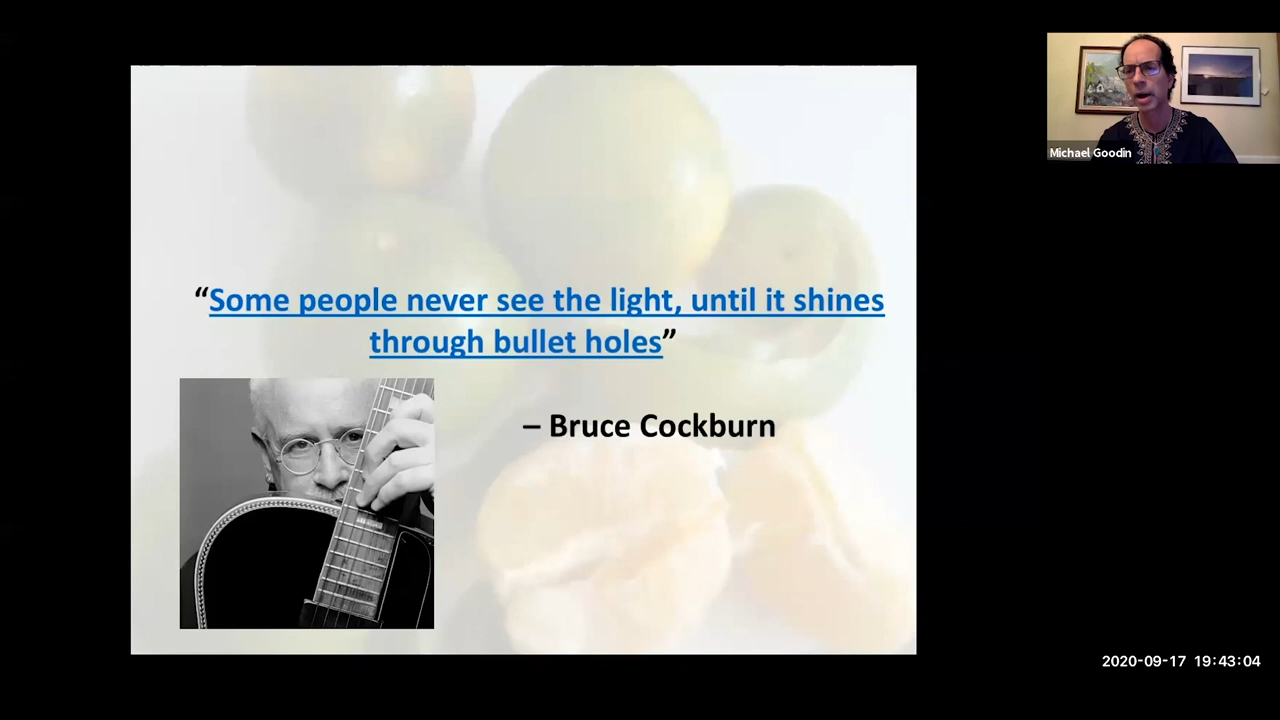 Michael Goodin
“Some people never see the light, until it shines
through bullet holes”
– Bruce Cockburn
2020-09-17 19:43:04